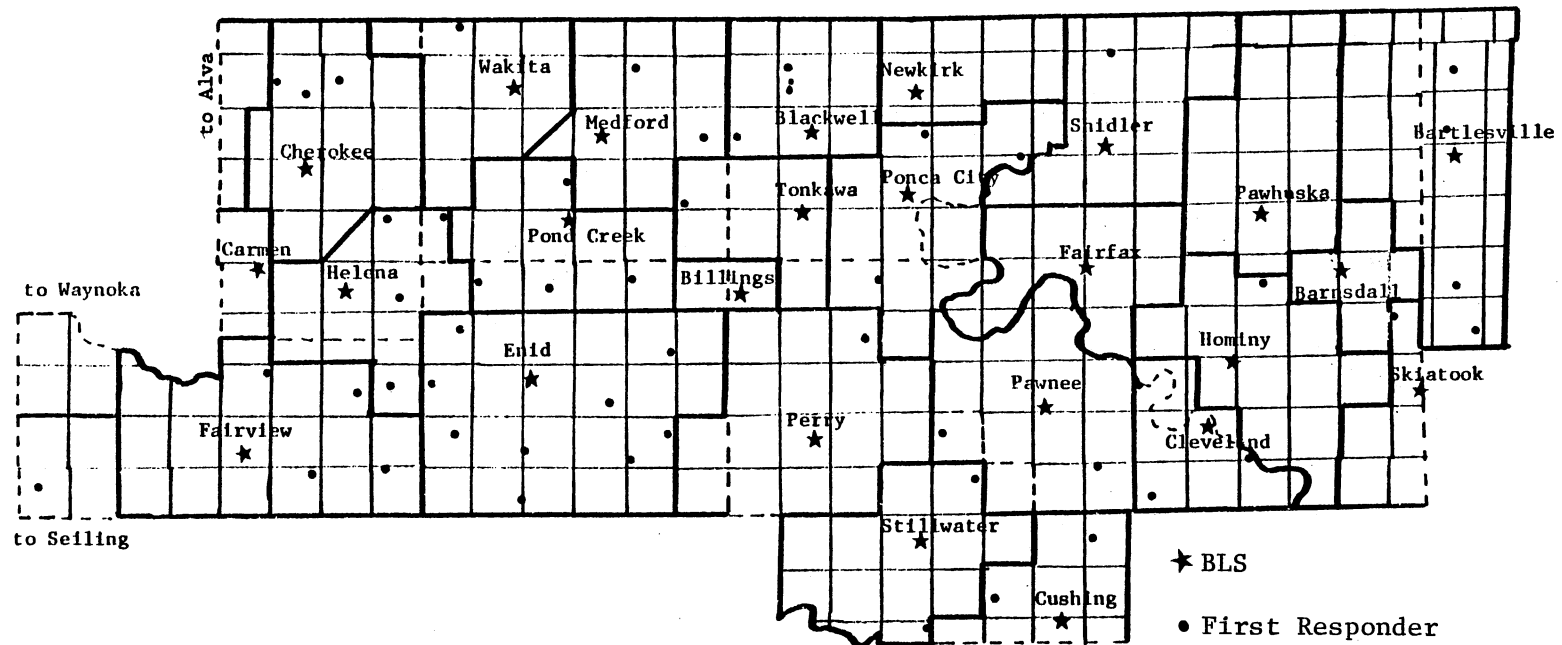 to Alva
Wakita
Newkirk
Medford
Blackwell
Shidler
Bartlesville
Cherokee
Ponca City
Tonkawa
Pawhuska
Pond Creek
Carmen
Helena
Fairfax
Billings
to Waynoka
Barnsdall
Hominy
Enid
Skiatook
Pawnee
Perry
Fairview
Cleveland
Stillwater
to Seiling
BLS
Cushing
First Responder